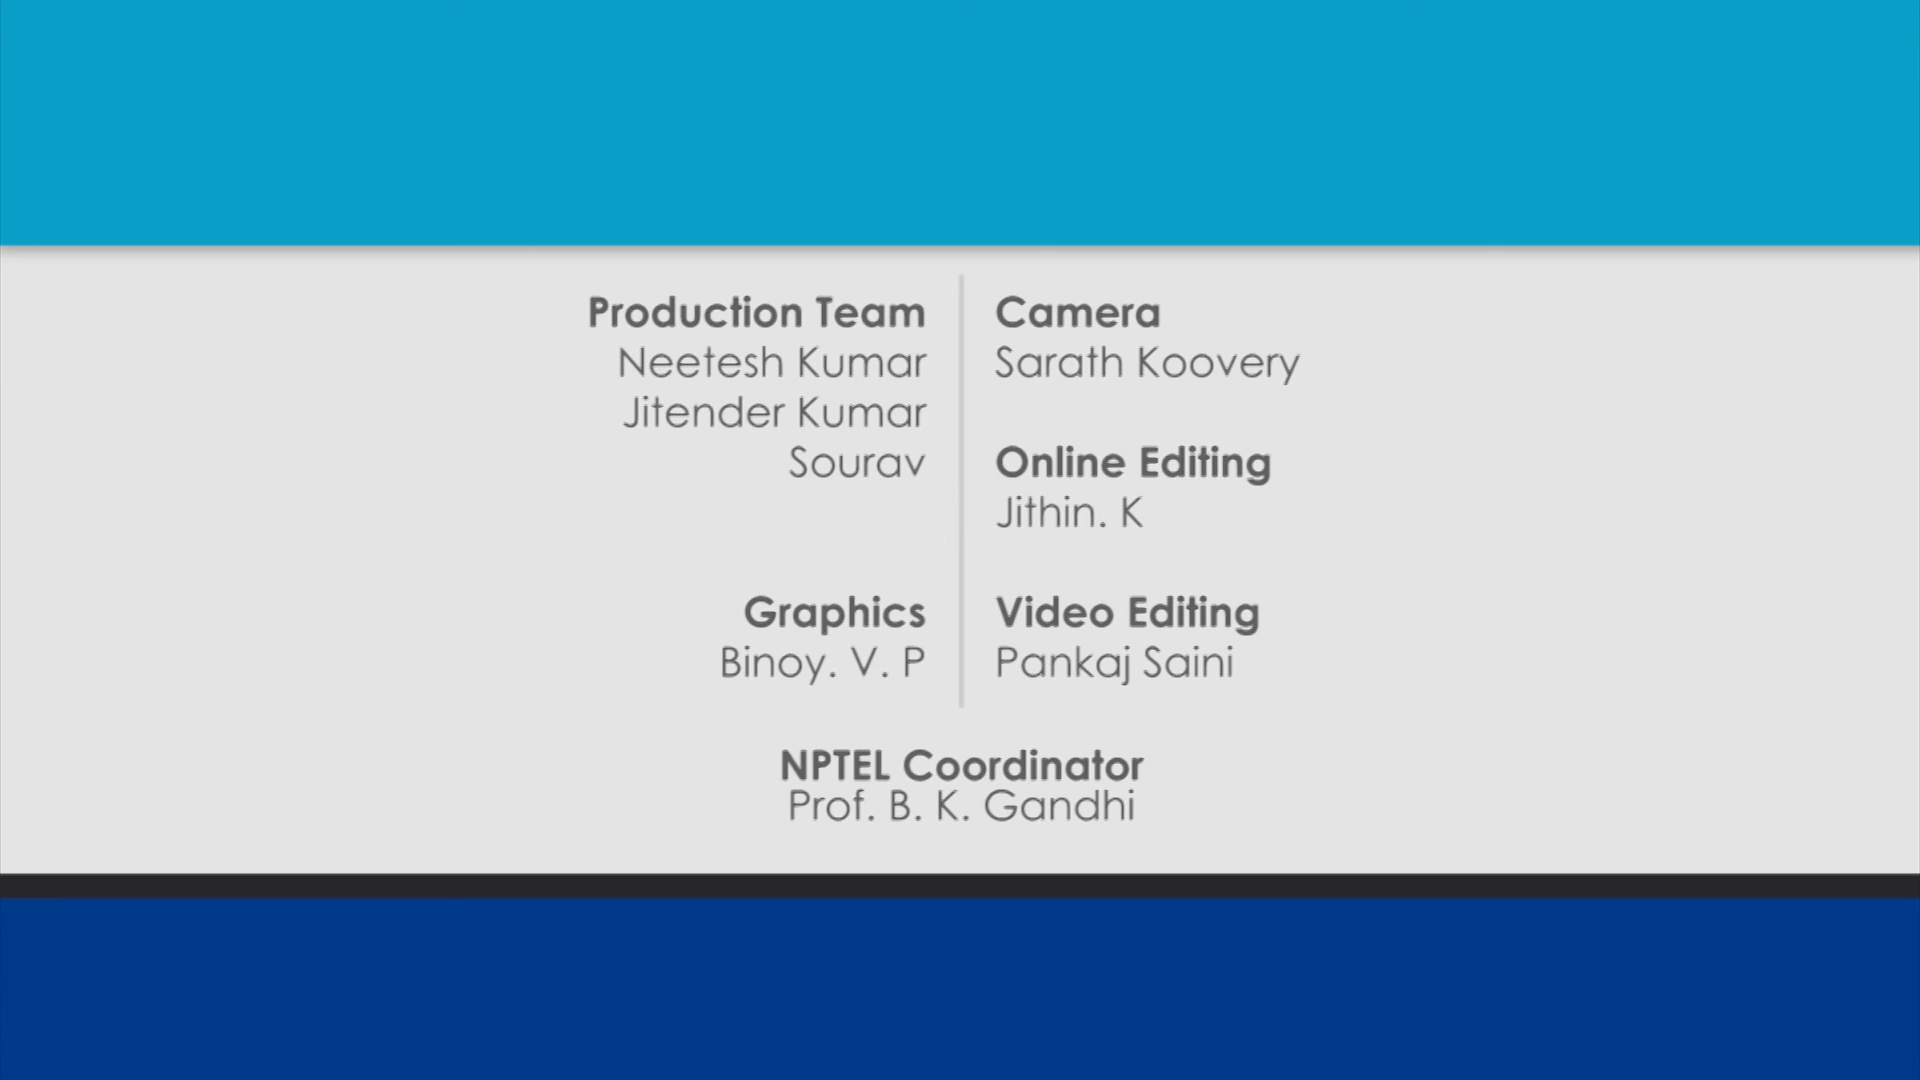 Production Team
Neetesh Kumar
Jitender Kumar
Sourav
Graphics
Binoy. V. P
Camera
Sarath Koovery
Online Editing
Jithin. K
Video Editing
Pankaj Saini
NPTEL Coordinator
Prof. B. K. Gandhi